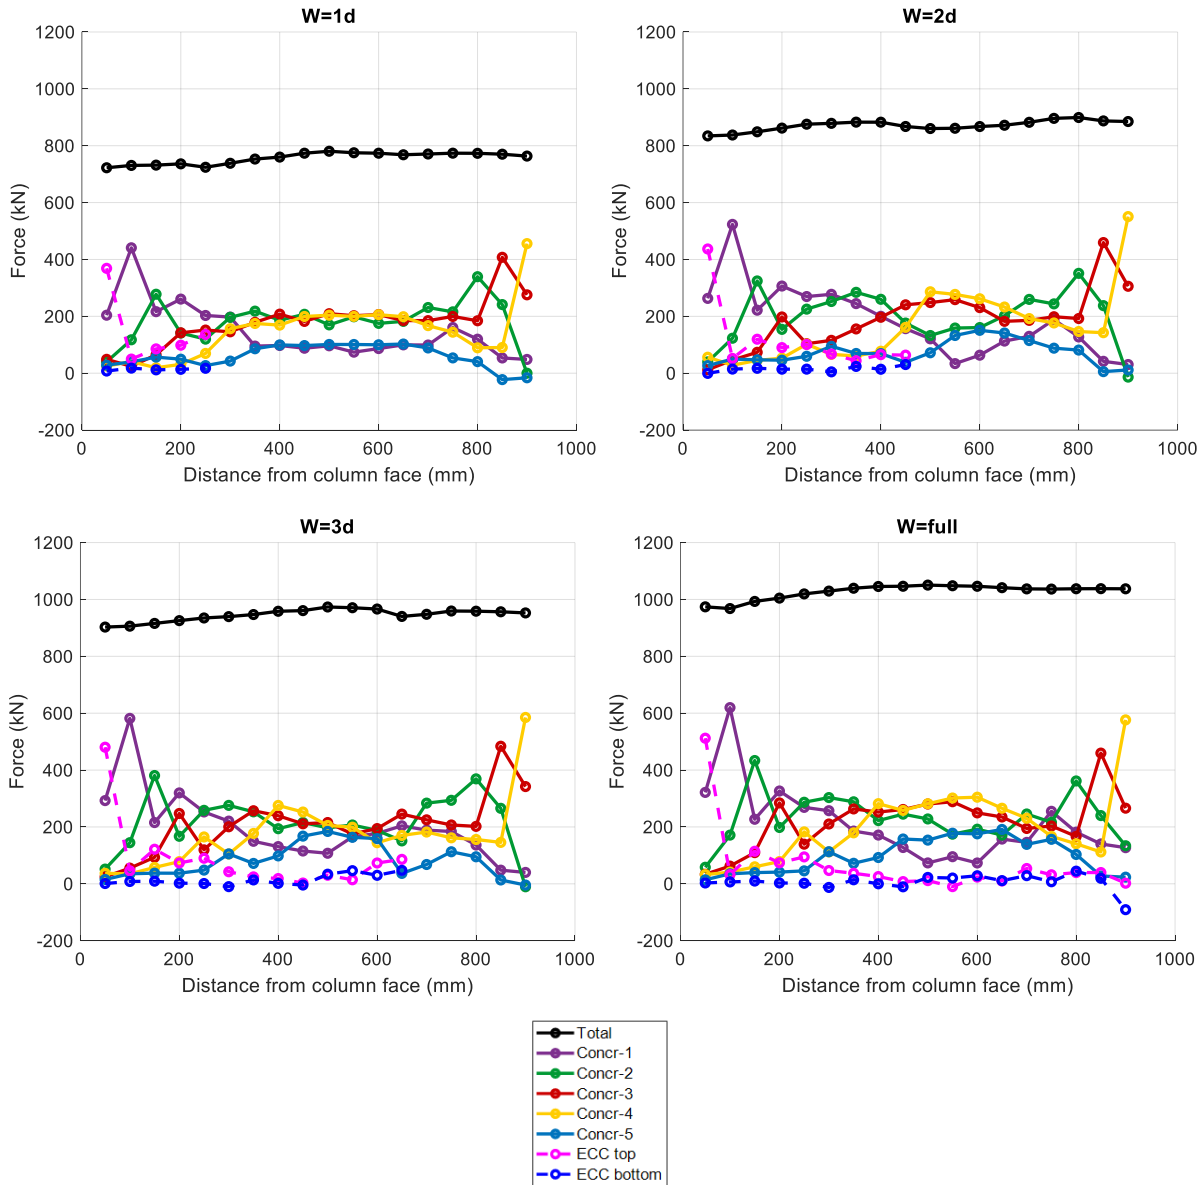 W=1d
1200
1000
800
600
400
200
0
-200
0 200 400 600 800 1000
Force (kN)
Distance from column face (mm)
W=2d
1200
1000
800
600
400
200
0
-200
0 200 400 600 800 1000
Force (kN)
Distance from column face (mm)
W=3d
1200
1000
800
600
400
200
0
-200
0 200 400 600 800 1000
Force (kN)
Distance from column face (mm)
W=full
1200
1000
800
600
400
200
0
-200
0 200 400 600 800 1000
Force (kN)
Distance from column face (mm)
Total
Concr-1
Concr-2
Concr-3
Concr-4
Concr-5
ECC top
ECC bottom